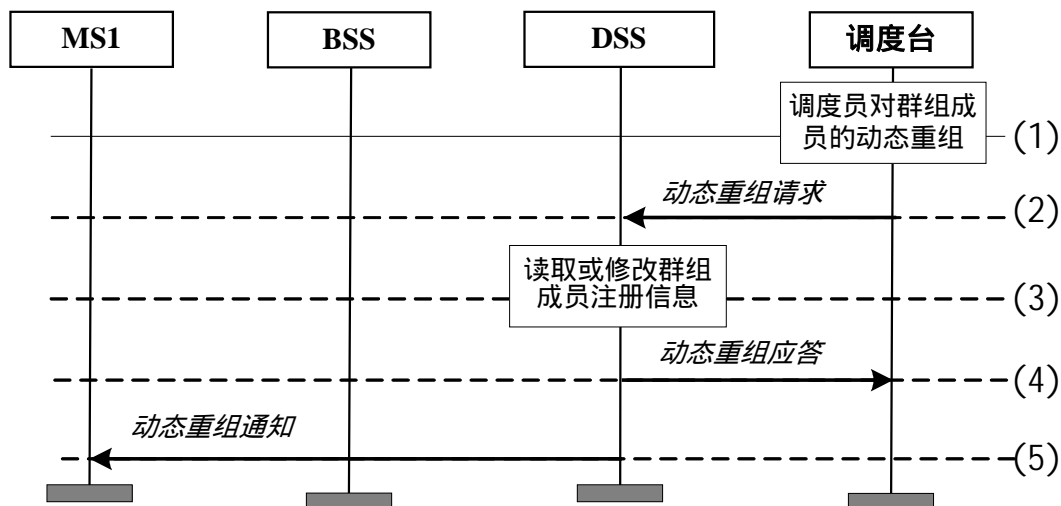 MS1
BSS
DSS
调度台
调度员对群组成
员的动态重组
(1)
动态重组请求
(2)
读取或修改群组
成员注册信息
(3)
动态重组应答
(4)
动态重组通知
(5)